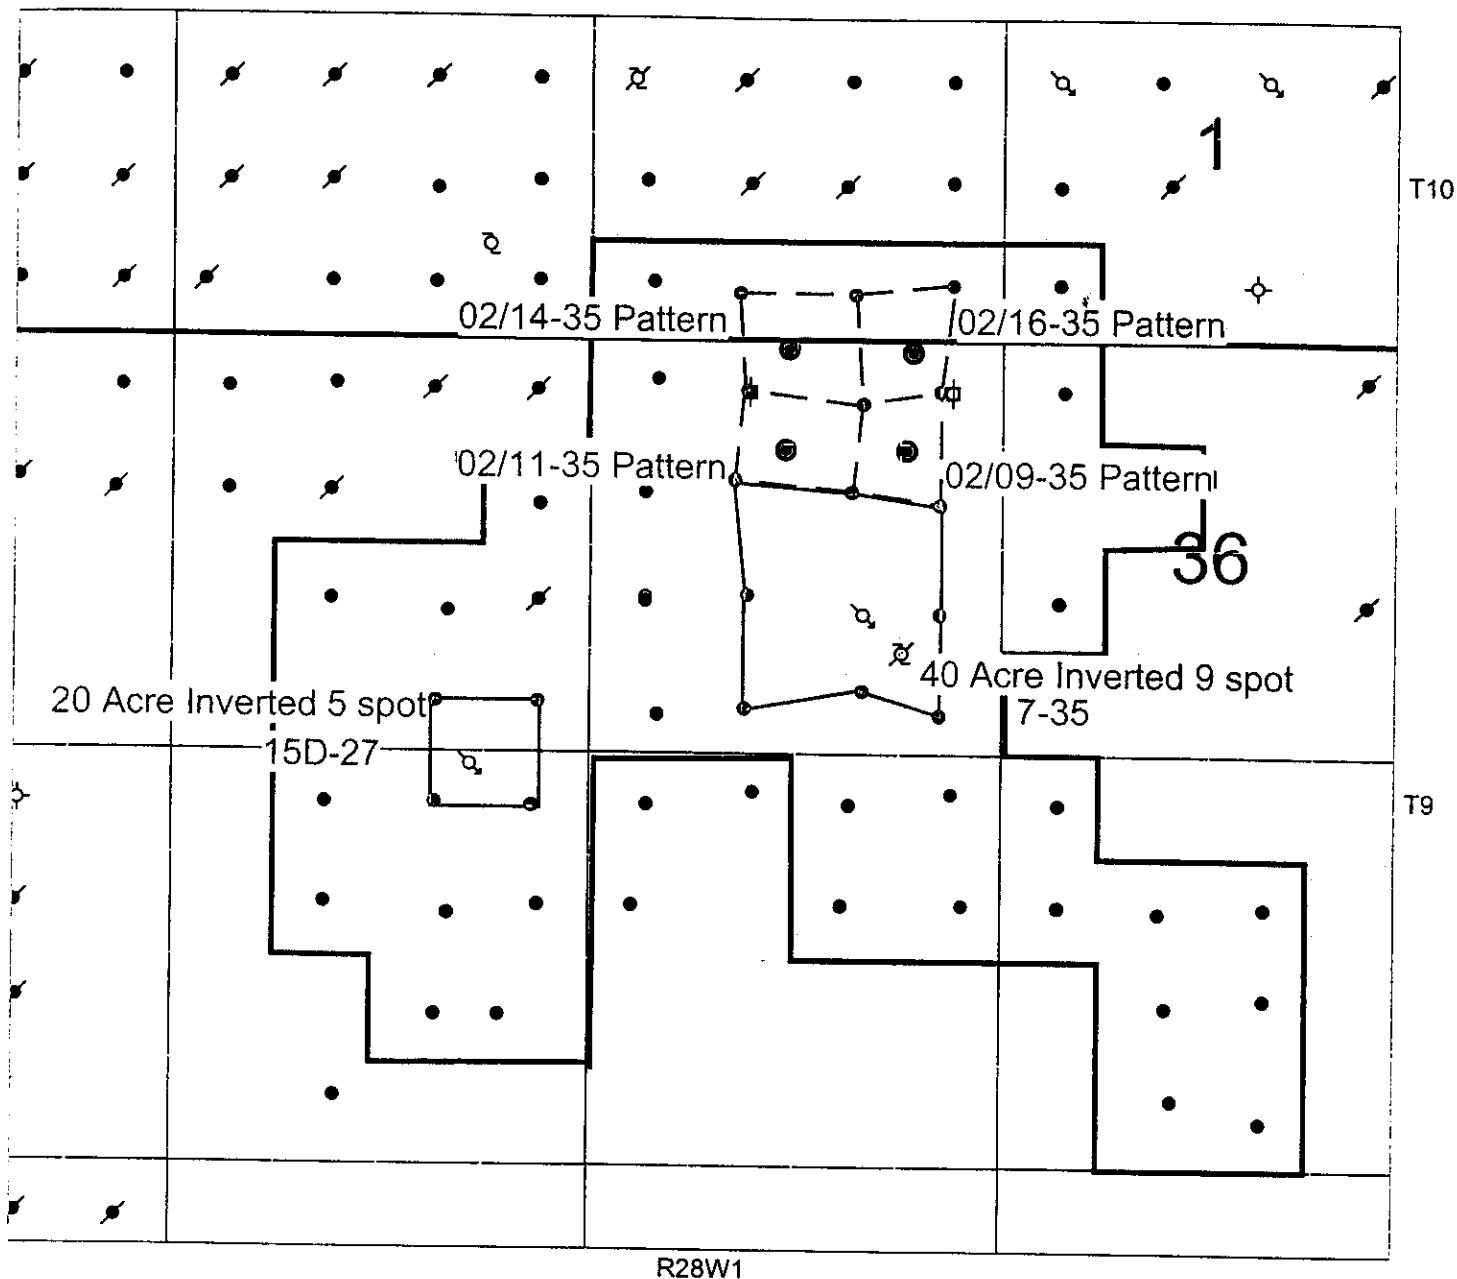 1
T10
02/14-35 Pattern
02/16-35 Pattern
02/11-35 Pattern
02/09-35 Pattern
36
20 Acre Inverted 5 spot
15D-27
40 Acre Inverted 9 spot
7-35
T9
R28W1